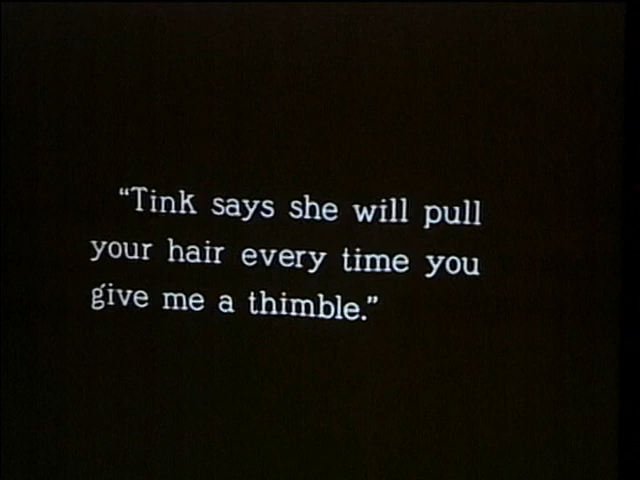 “Tink says she will pull
your hair every time you
give me a thimble.”